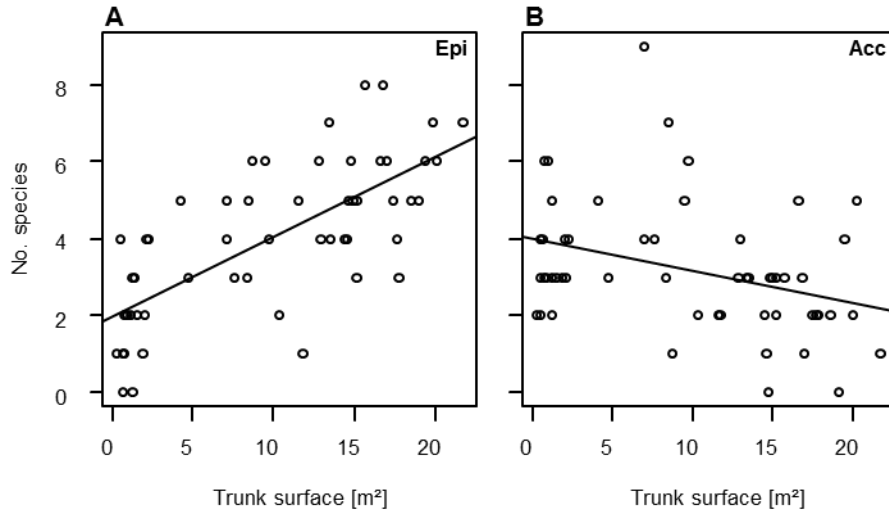 A
B
Epi
Acc
No. species
8
6
4
2
0
0 5 10 15 20
0 5 10 15 20
Trunk surface [m²]
Trunk surface [m²]